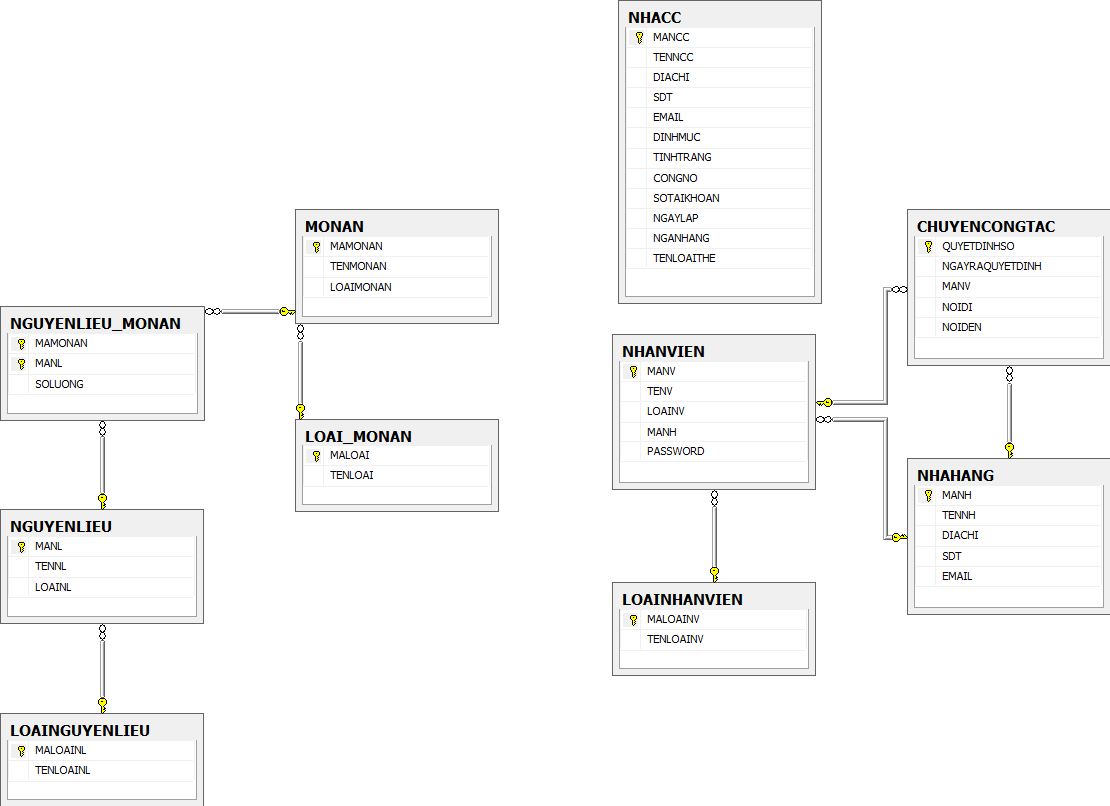 NHACC
MANCC
TENNCC
DIACHI
SDT
EMAIL
DINHMUC
TINHTRANG
CONGNO
SOTAIKHOAN
NGAYLAP
NGANHANG
TENLOAITHE
MONAN
MAMONAN
TENMONAN
LOAIMONAN
CHUYENCONGTAC
QUYETDINHSO
NGAYRAQUYETDINH
MANV
NOIDI
NOIDEN
NGUYENLIEU_MONAN
MAMONAN
MANL
SOLUONG
NHANVIEN
MANV
TENV
LOAINV
MANH
PASSWORD
LOAI_MONAN
MALOAI
TENLOAI
NHAHANG
MANH
TENNH
DIACHI
SDT
EMAIL
NGUYENLIEU
MANL
TENNL
LOAINL
LOAINHANVIEN
MALOAINV
TENLOAINV
LOAINGUYENLIEU
MALOAINL
TENLOAINL